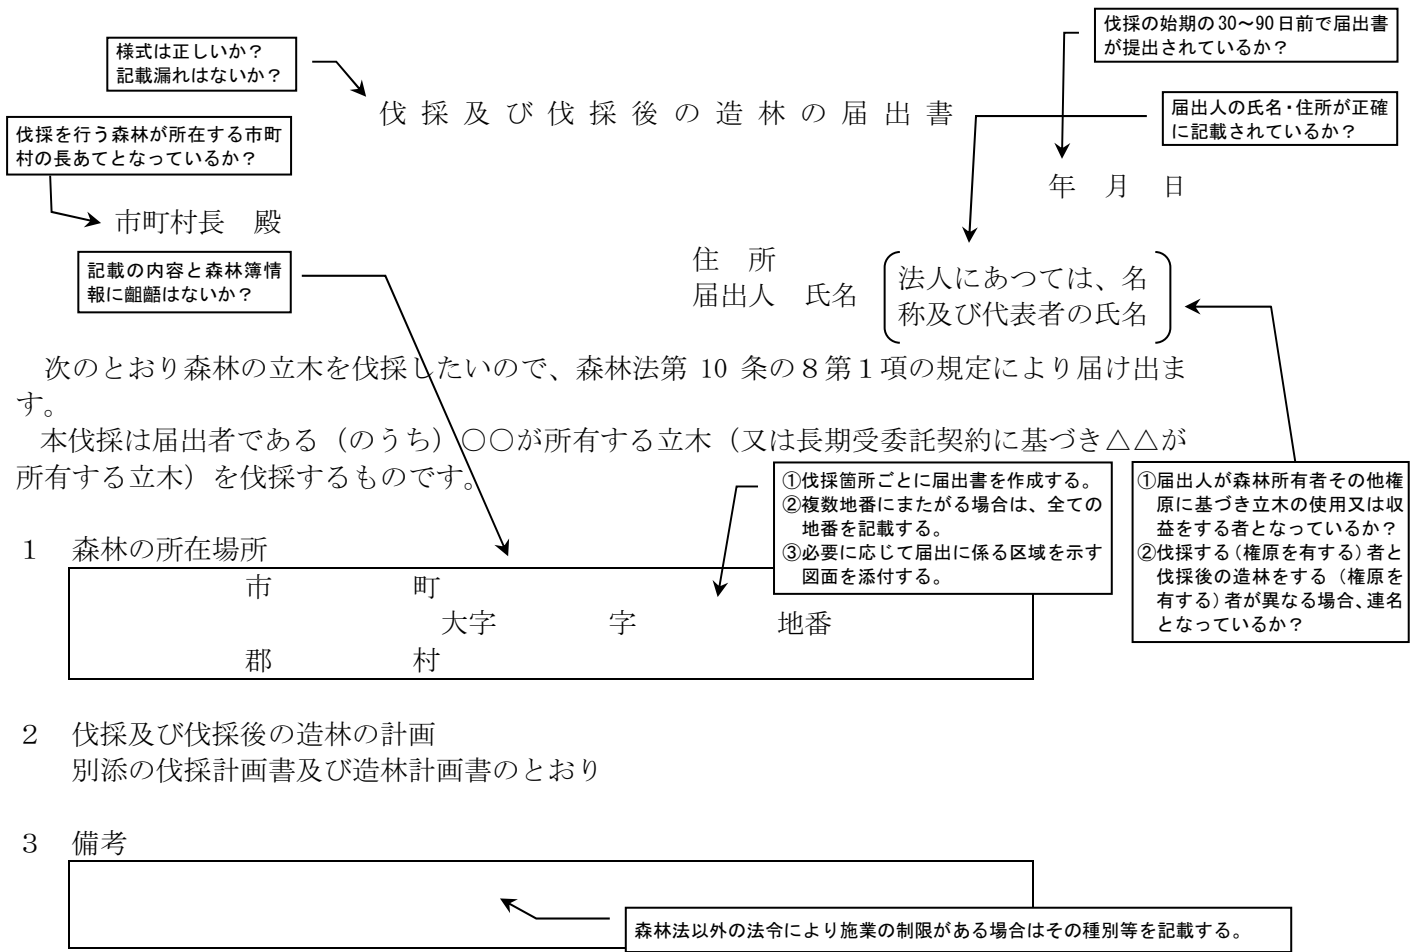 伐採の始期の30～90日前で届出書
が提出されているか？
様式は正しいか？
記載漏れはないか？
伐採及び伐採後の造林の届出書
届出人の氏名・住所が正確
に記載されているか？
伐採を行う森林が所在する市町
村の長あてとなっているか？
年　月　日
市町村長　殿
記載の内容と森林簿情
報に齟齬はないか？
住　所
届出人　氏名
法人にあつては、名
称及び代表者の氏名
次のとおり森林の立木を伐採したいので、森林法第 10 条の８第１項の規定により届け出ま
す。
本伐採は届出者である（のうち）○○が所有する立木（又は長期受委託契約に基づき△△が
所有する立木）を伐採するものです。
①伐採箇所ごとに届出書を作成する。
②複数地番にまたがる場合は、全ての
地番を記載する。
③必要に応じて届出に係る区域を示す
図面を添付する。
①届出人が森林所有者その他権
原に基づき立木の使用又は収
益をする者となっているか？
②伐採する（権原を有する）者と
伐採後の造林をする（権原を
有する）者が異なる場合、連名
となっているか？
１　森林の所在場所
市　町
大字　字　地番
郡　村
２　伐採及び伐採後の造林の計画
別添の伐採計画書及び造林計画書のとおり
３　備考
森林法以外の法令により施業の制限がある場合はその種別等を記載する。